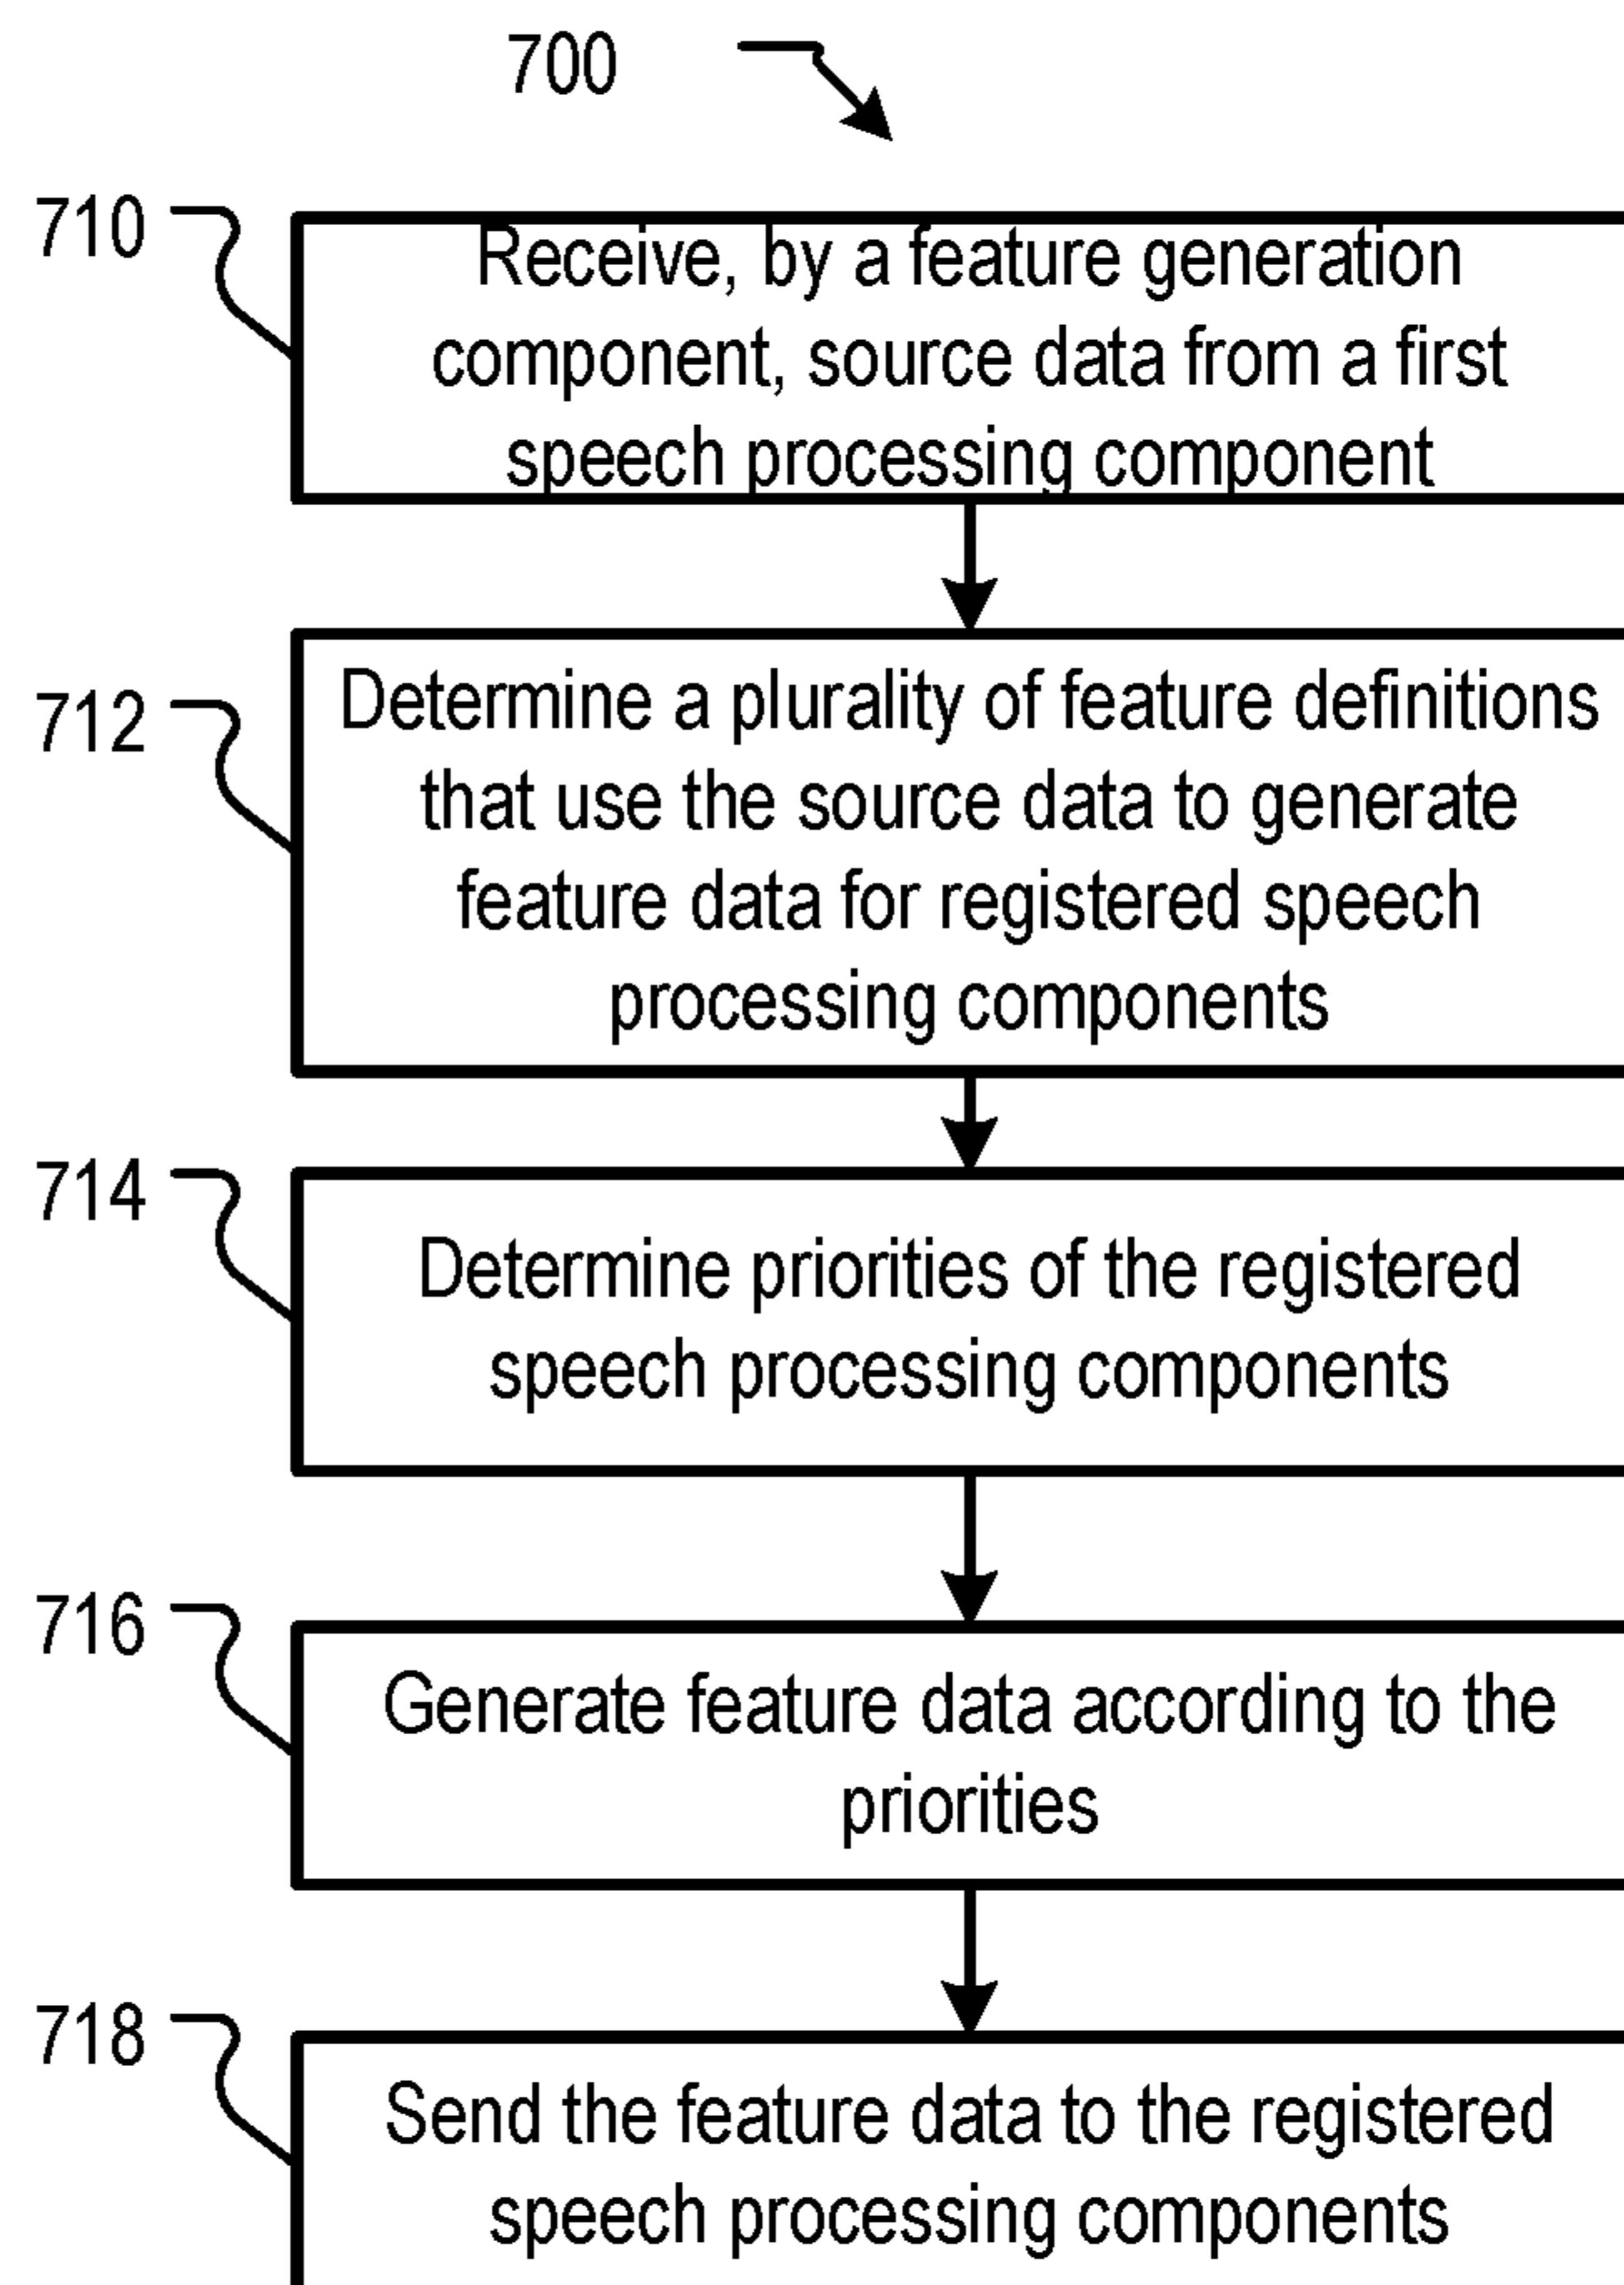 700
710
Receive, by a feature generation
component, source data from a first
speech processing component
712
Determine a plurality of feature definitions
that use the source data to generate
feature data for registered speech
processing components
714
Determine priorities of the registered
speech processing components
716
Generate feature data according to the
priorities
718
Send the feature data to the registered
speech processing components